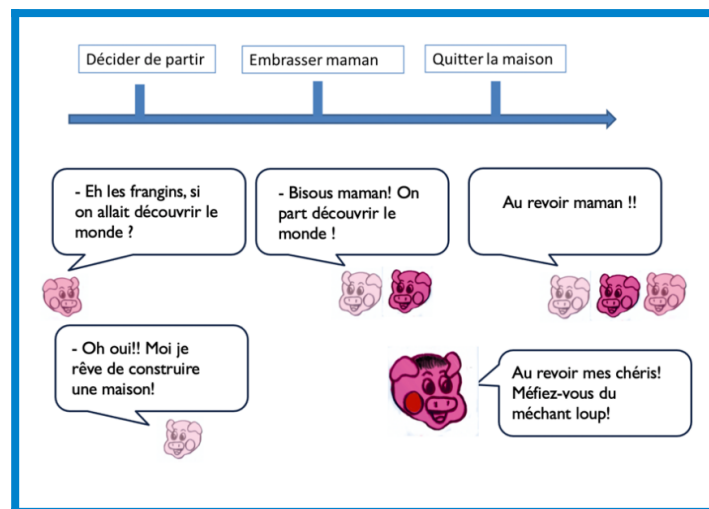 Décider de partir
Embrasser maman
Quitter la maison
- Eh les frangins, si
on allait découvrir le
monde ?
- Bisous maman! On
part découvrir le
monde !
Au revoir maman !!
- Oh oui!! Moi je
rêve de construire
une maison!
Au revoir mes chéris!
Méfiez-vous du
méchant loup!